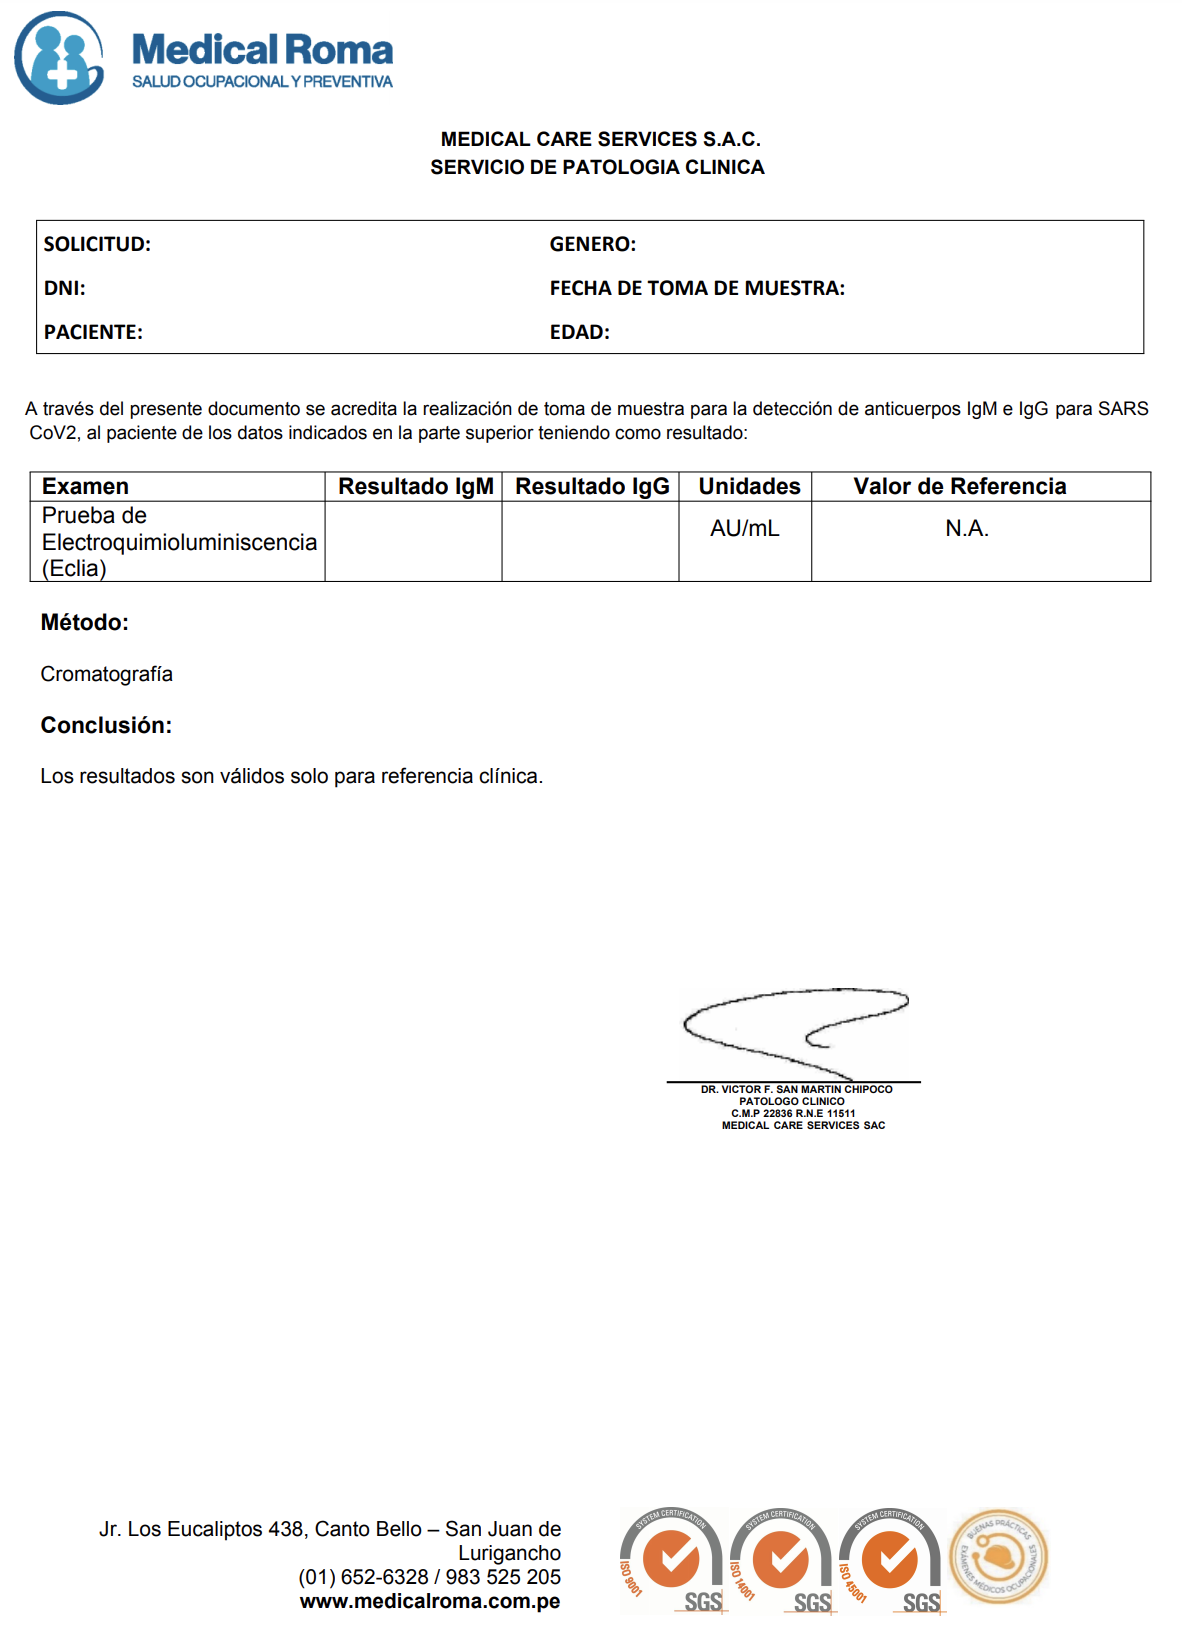 Medical Roma
SALUD OCUPACIONAL Y PREVENTIVA
MEDICAL CARE SERVICES S.A.C.
SERVICIO DE PATOLOGIA CLINICA
SOLICITUD: GENERO:
DNI: FECHA DE TOMA DE MUESTRA:
PACIENTE: EDAD:
A través del presente documento se acredita la realización de toma de muestra para la detección de anticuerpos IgM e IgG para SARS
CoV2, al paciente de los datos indicados en la parte superior teniendo como resultado:
Examen Resultado IgM Resultado IgG Unidades Valor de Referencia
Prueba de
Electroquimioluminiscencia
(Eclia)
AU/mL N.A.
Método:
Cromatografía
Conclusión:
Los resultados son válidos solo para referencia clínica.
DR. VICTOR F. SAN MARTIN CHIPOCO
PATOLOGO CLINICO
C.M.P 22836 R.N.E 11511
MEDICAL CARE SERVICES SAC
Jr. Los Eucaliptos 438, Canto Bello – San Juan de
Lurigancho
(01) 652-6328 / 983 525 205
www.medicalroma.com.pe
SYSTEM CERTIFICATION
ISO 9001
SGS
SYSTEM CERTIFICATION
ISO 14001
SGS
SYSTEM CERTIFICATION
ISO 45001
SGS
BUENAS PRÁCTICAS
EXÁMENES MÉDICOS OCUPACIONALES